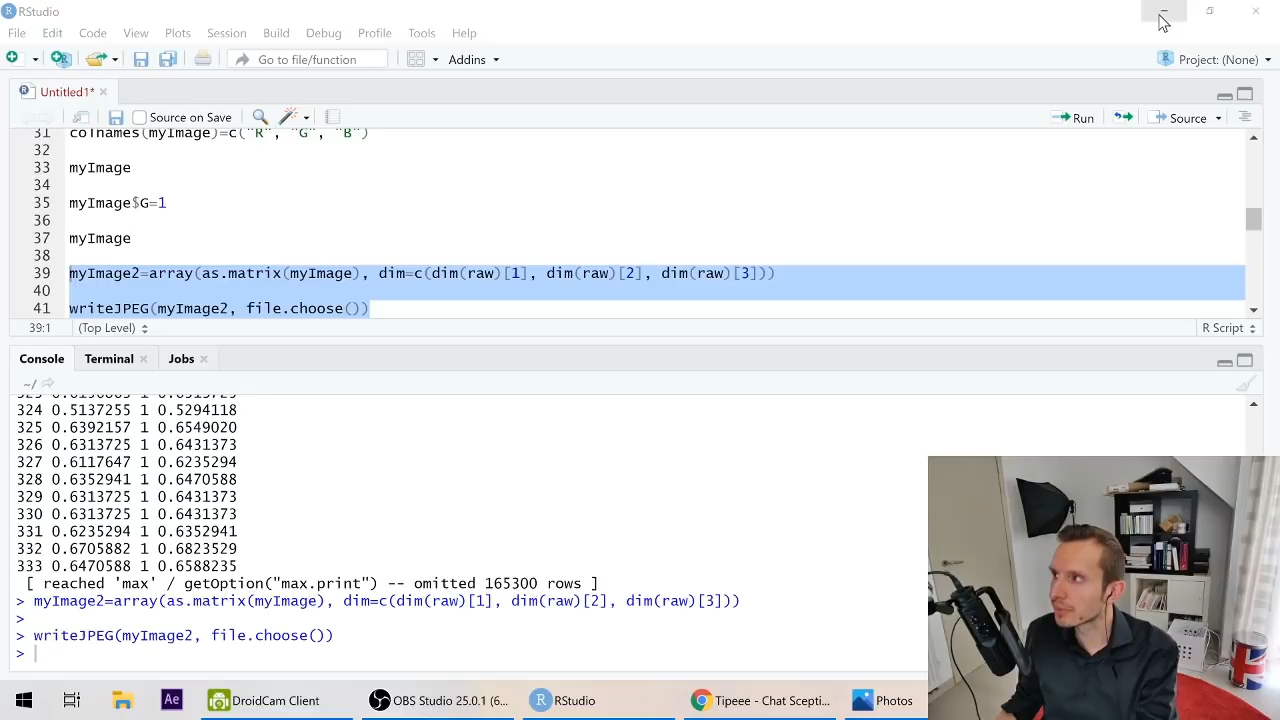 RStudio
File Edit Code View Plots Session Build Debug Profile Tools Help
Go to file/function Addins Project: (None)
Untitled1*
Source on Save Run Source
31 colnames(myImage)=c("R", "G", "B")
32
33 myImage
34
35 myImage$G=1
36
37 myImage
38
39 myImage2=array(as.matrix(myImage), dim=c(dim(raw)[1], dim(raw)[2], dim(raw)[3]))
40
41 writeJPEG(myImage2, file.choose())
39:1 (Top Level) R Script
Console Terminal Jobs
~/
324 0.5137255 1 0.5294118
325 0.6392157 1 0.6549020
326 0.6313725 1 0.6431373
327 0.6117647 1 0.6235294
328 0.6352941 1 0.6470588
329 0.6313725 1 0.6431373
330 0.6313725 1 0.6431373
331 0.6235294 1 0.6352941
332 0.6705882 1 0.6823529
333 0.6470588 1 0.6588235
[ reached 'max' / getOption("max.print") -- omitted 165300 rows ]
> myImage2=array(as.matrix(myImage), dim=c(dim(raw)[1], dim(raw)[2], dim(raw)[3]))
>
> writeJPEG(myImage2, file.choose())
>
Ae DroidCam Client OBS Studio 25.0.1 (6... RStudio Tipeee - Chat Scepti... Photos